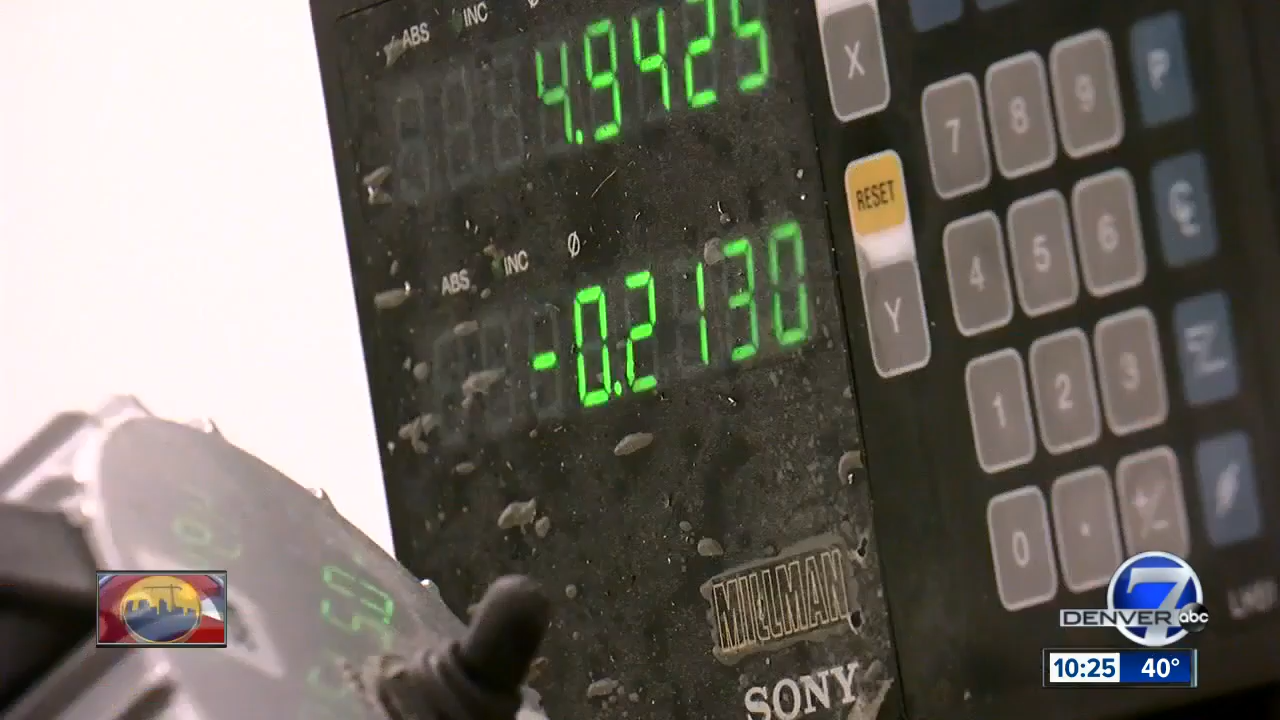 ABS INC Ø
4.9425
X
7 8 9 P
RESET
ABS INC Ø
-0.2130
Y
4 5 6
1 2 3
0 . +/-
MILLMAN
SONY
DENVER 7 abc
10:25 40°